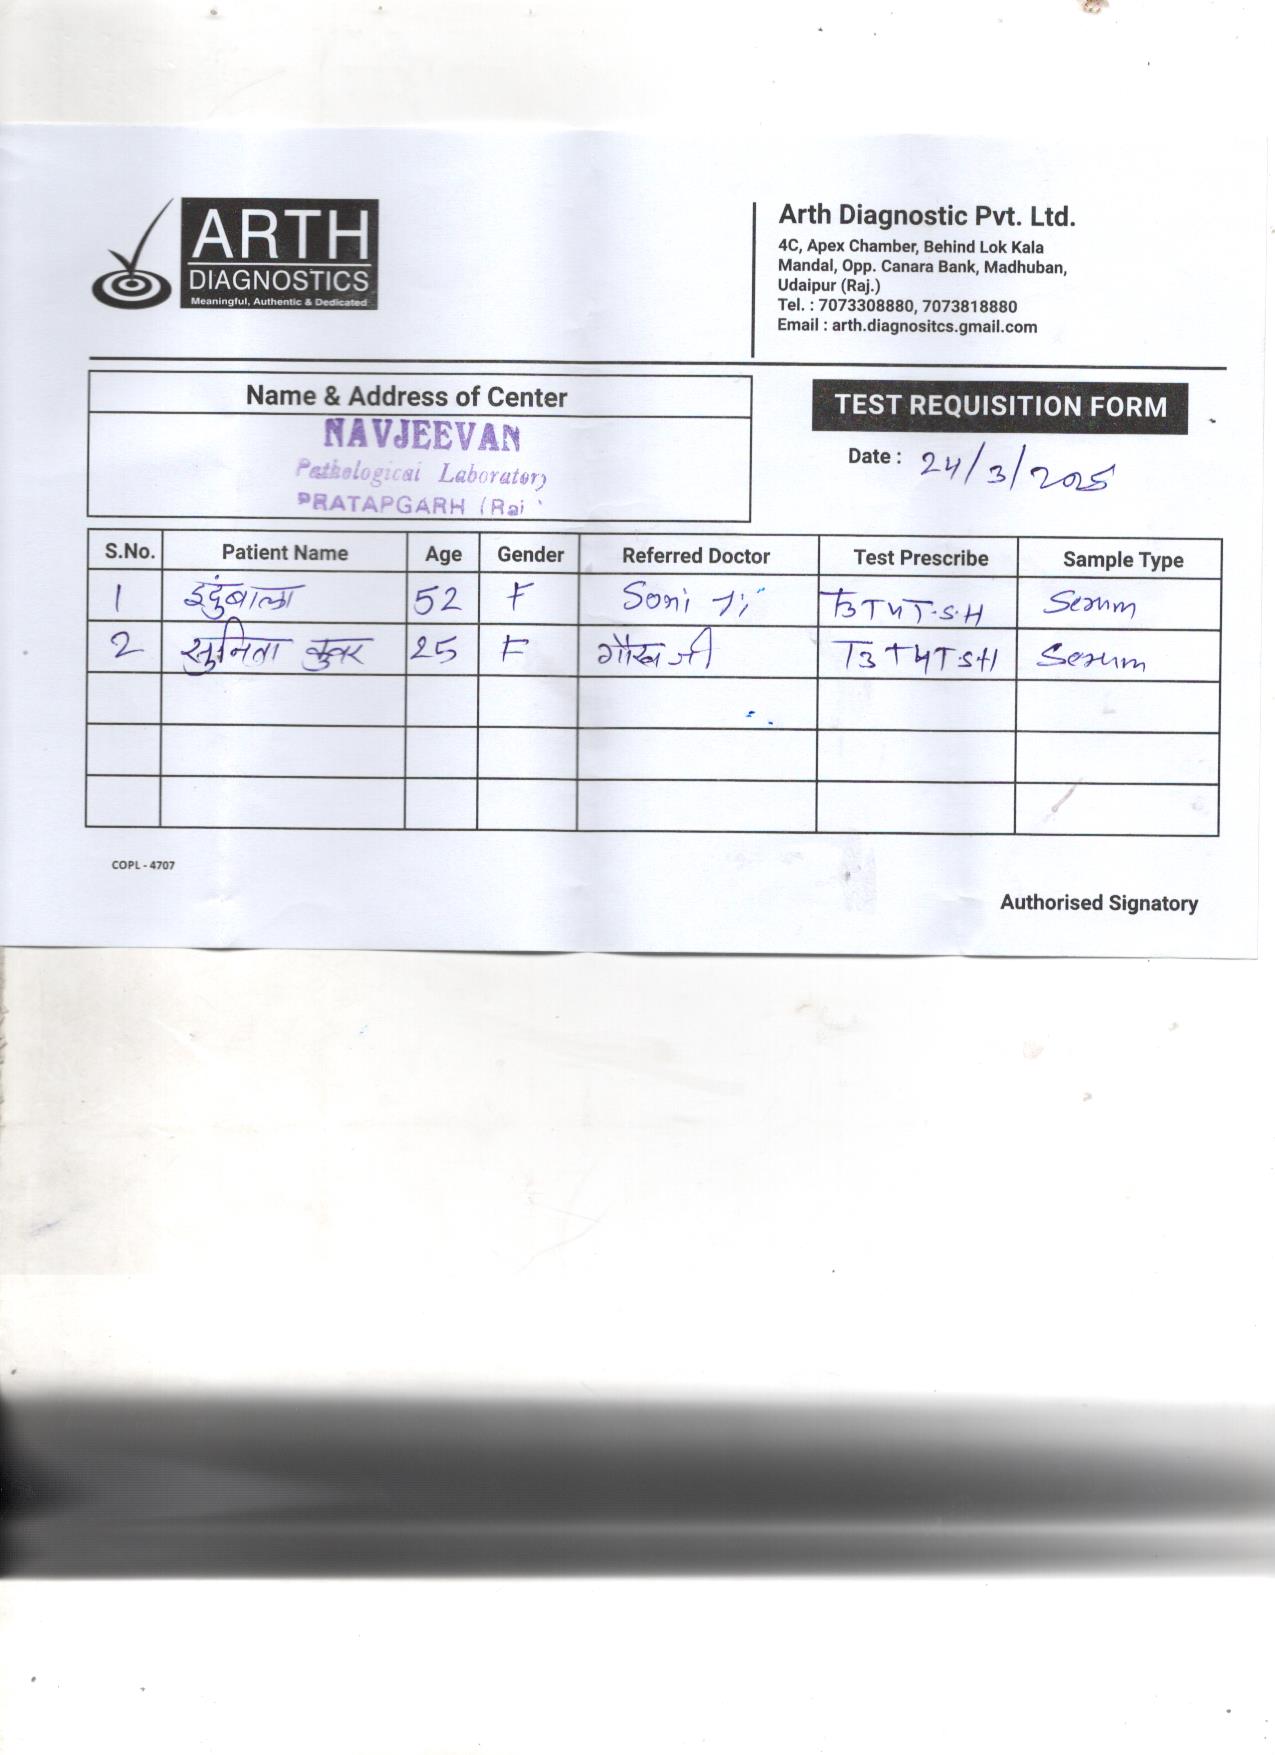 ARTH
DIAGNOSTICS
Meaningful, Authentic & Dedicated
Arth Diagnostic Pvt. Ltd.
4C, Apex Chamber, Behind Lok Kala
Mandal, Opp. Canara Bank, Madhuban,
Udaipur (Raj.)
Tel. : 7073308880, 7073818880
Email : arth.diagnositcs.gmail.com
Name & Address of Center
NAVJEEVAN
Pathological Laboratory
PRATAPGARH (Raj
TEST REQUISITION FORM
Date : 24/3/2025
S.No. Patient Name Age Gender Referred Doctor Test Prescribe Sample Type
1 इंदुबाला 52 F Soni Ji T3T4T.S.H Serum
2 सुनिता कुवर 25 F जी T3T4TSH Serum
COPL - 4707
Authorised Signatory